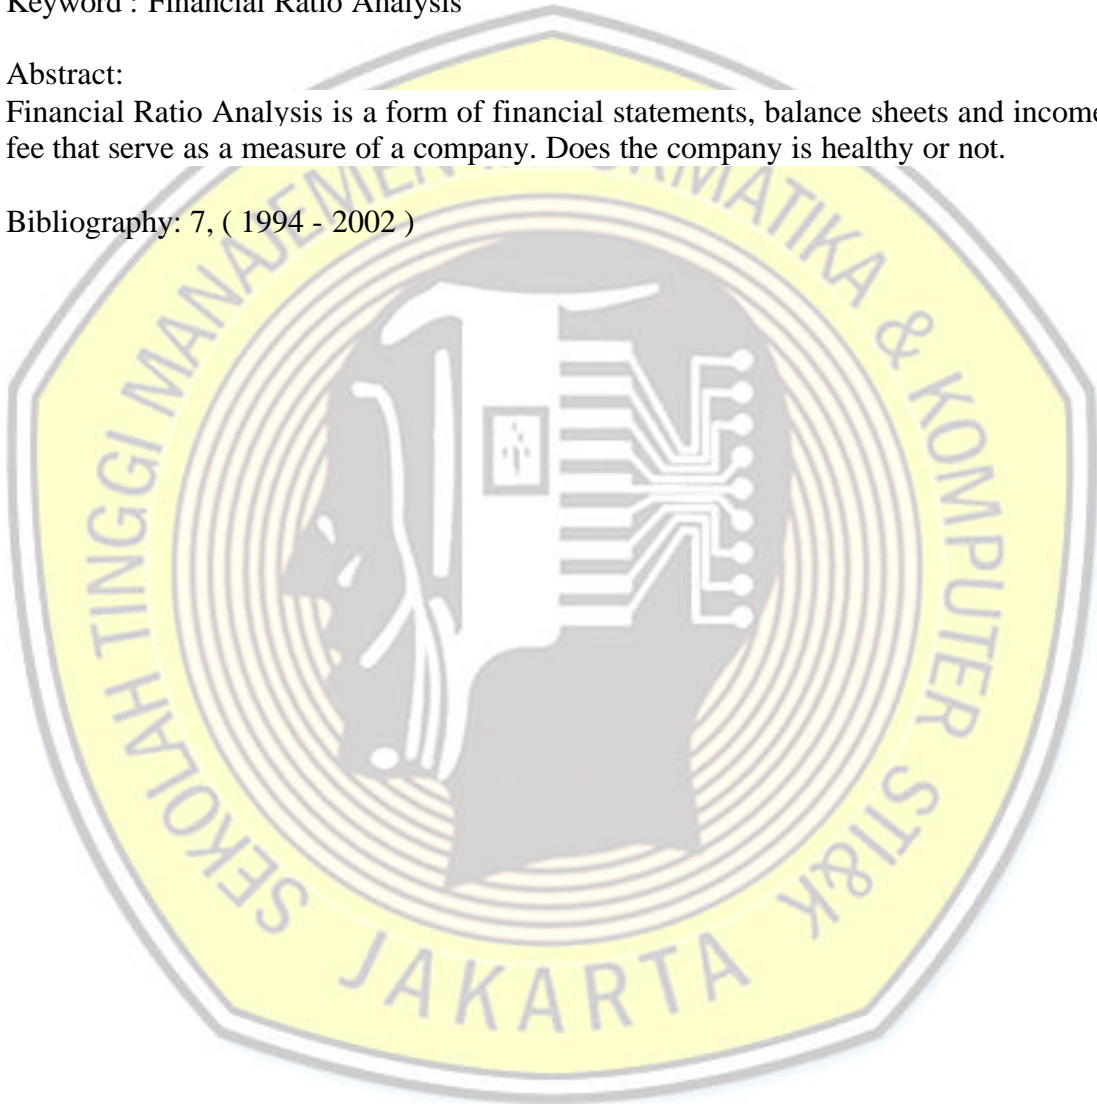 Keyword : Financial Ratio Analysis
Abstract:
Financial Ratio Analysis is a form of financial statements, balance sheets and income
fee that serve as a measure of a company. Does the company is healthy or not.
Bibliography: 7, ( 1994 - 2002 )
SEKOLAH TINGGI MANAJEMEN INFORMATIKA & KOMPUTER STI&K
JAKARTA